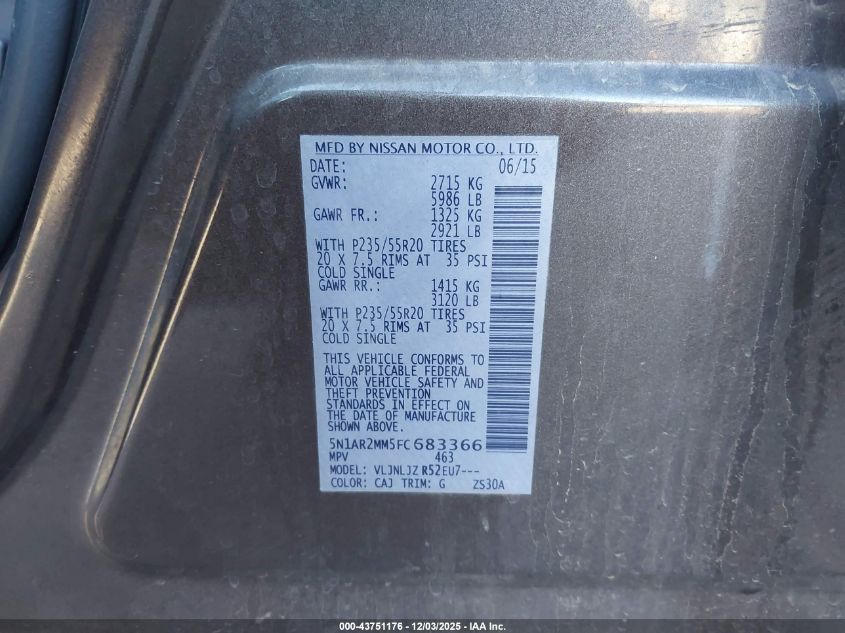 MFD BY NISSAN MOTOR CO., LTD.
DATE: 06/15
GVWR: 2715 KG
5986 LB
GAWR FR.: 1325 KG
2921 LB
WITH P235/55R20 TIRES
20 X 7.5 RIMS AT 35 PSI
COLD SINGLE
GAWR RR.: 1415 KG
3120 LB
WITH P235/55R20 TIRES
20 X 7.5 RIMS AT 35 PSI
COLD SINGLE
THIS VEHICLE CONFORMS TO
ALL APPLICABLE FEDERAL
MOTOR VEHICLE SAFETY AND
THEFT PREVENTION
STANDARDS IN EFFECT ON
THE DATE OF MANUFACTURE
SHOWN ABOVE.
5N1AR2MM5FC683366
MPV 463
MODEL: VLJNLJZ R52EU7---
COLOR: CAJ TRIM: G ZS30A
000-43751176 - 12/03/2025 - IAA Inc.